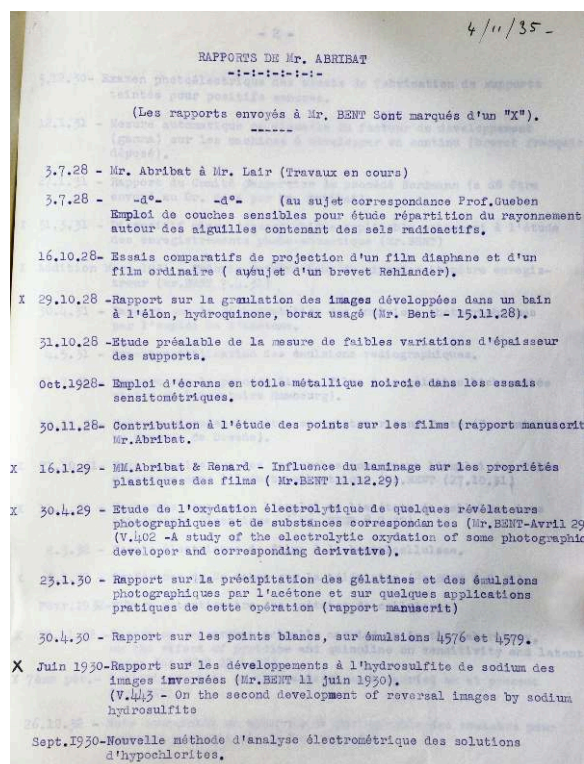 4/11/35-
- 2 -
RAPPORTS DE Mr. ABRIBAT
-:-:-:-:-:-:-
(Les rapports envoyés à Mr. BENT Sont marqués d'un "X").
------
3.7.28 - Mr. Abribat à Mr. Lair (Travaux en cours)
3.7.28 - -d°- -d°- (au sujet correspondance Prof.Gueben
Emploi de couches sensibles pour étude répartition du rayonnement
autour des aiguilles contenant des sels radioactifs.
16.10.28- Essais comparatifs de projection d'un film diaphane et d'un
film ordinaire ( au sujet d'un brevet Rehlander).
X 29.10.28 -Rapport sur la granulation des images développées dans un bain
à l'élon, hydroquinone, borax usagé (Mr. Bent - 15.11.28).
31.10.28 -Etude préalable de la mesure de faibles variations d'épaisseur
des supports.
Oct.1928- Emploi d'écrans en toile métallique noircie dans les essais
sensitométriques.
30.11.28- Contribution à l'étude des points sur les films (rapport manuscrit
Mr.Abribat.
X 16.1.29 - MM.Abribat & Renard - Influence du laminage sur les propriétés
plastiques des films ( Mr.BENT 11.12.29)
X 30.4.29 - Etude de l'oxydation électrolytique de quelques révélateurs
photographiques et de substances correspondantes (Mr.BENT-Avril 29
(V.402 -A study of the electrolytic oxydation of some photographic
developer and corresponding derivative).
23.1.30 - Rapport sur la précipitation des gélatines et des émulsions
photographiques par l'acétone et sur quelques applications
pratiques de cette opération (rapport manuscrit)
30.4.30 - Rapport sur les points blancs, sur émulsions 4576 et 4579.
X Juin 1930-Rapport sur les développements à l'hydrosulfite de sodium des
images inversées (Mr.BENT 11 juin 1930).
(V.443 - On the second development of reversal images by sodium
hydrosulfite
Sept.I930-Nouvelle méthode d'analyse électrométrique des solutions
d'hypochlorites.